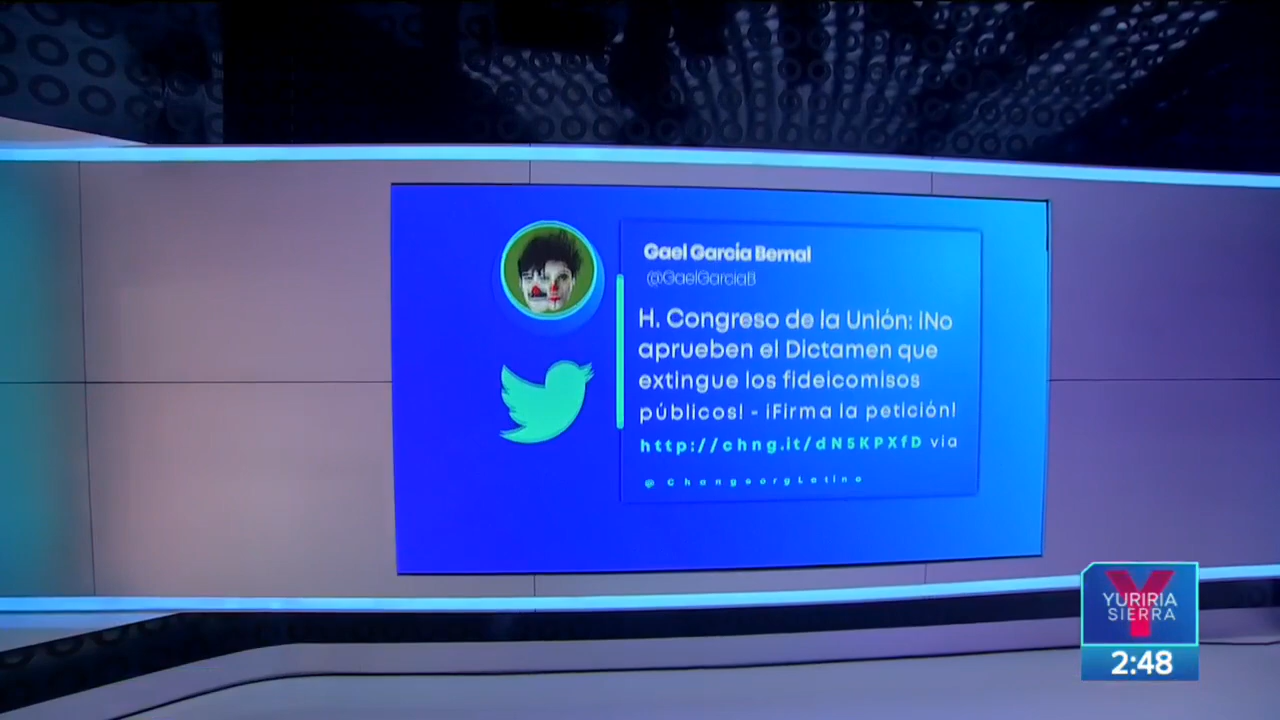 Gael García Bernal
@GaelGarciaB
H. Congreso de la Unión: ¡No
aprueben el Dictamen que
extingue los fideicomisos
públicos! - ¡Firma la petición!
http://chng.it/dN5KPXfD via
@ChangeorgLatino
YURIRIA
SIERRA
2:48